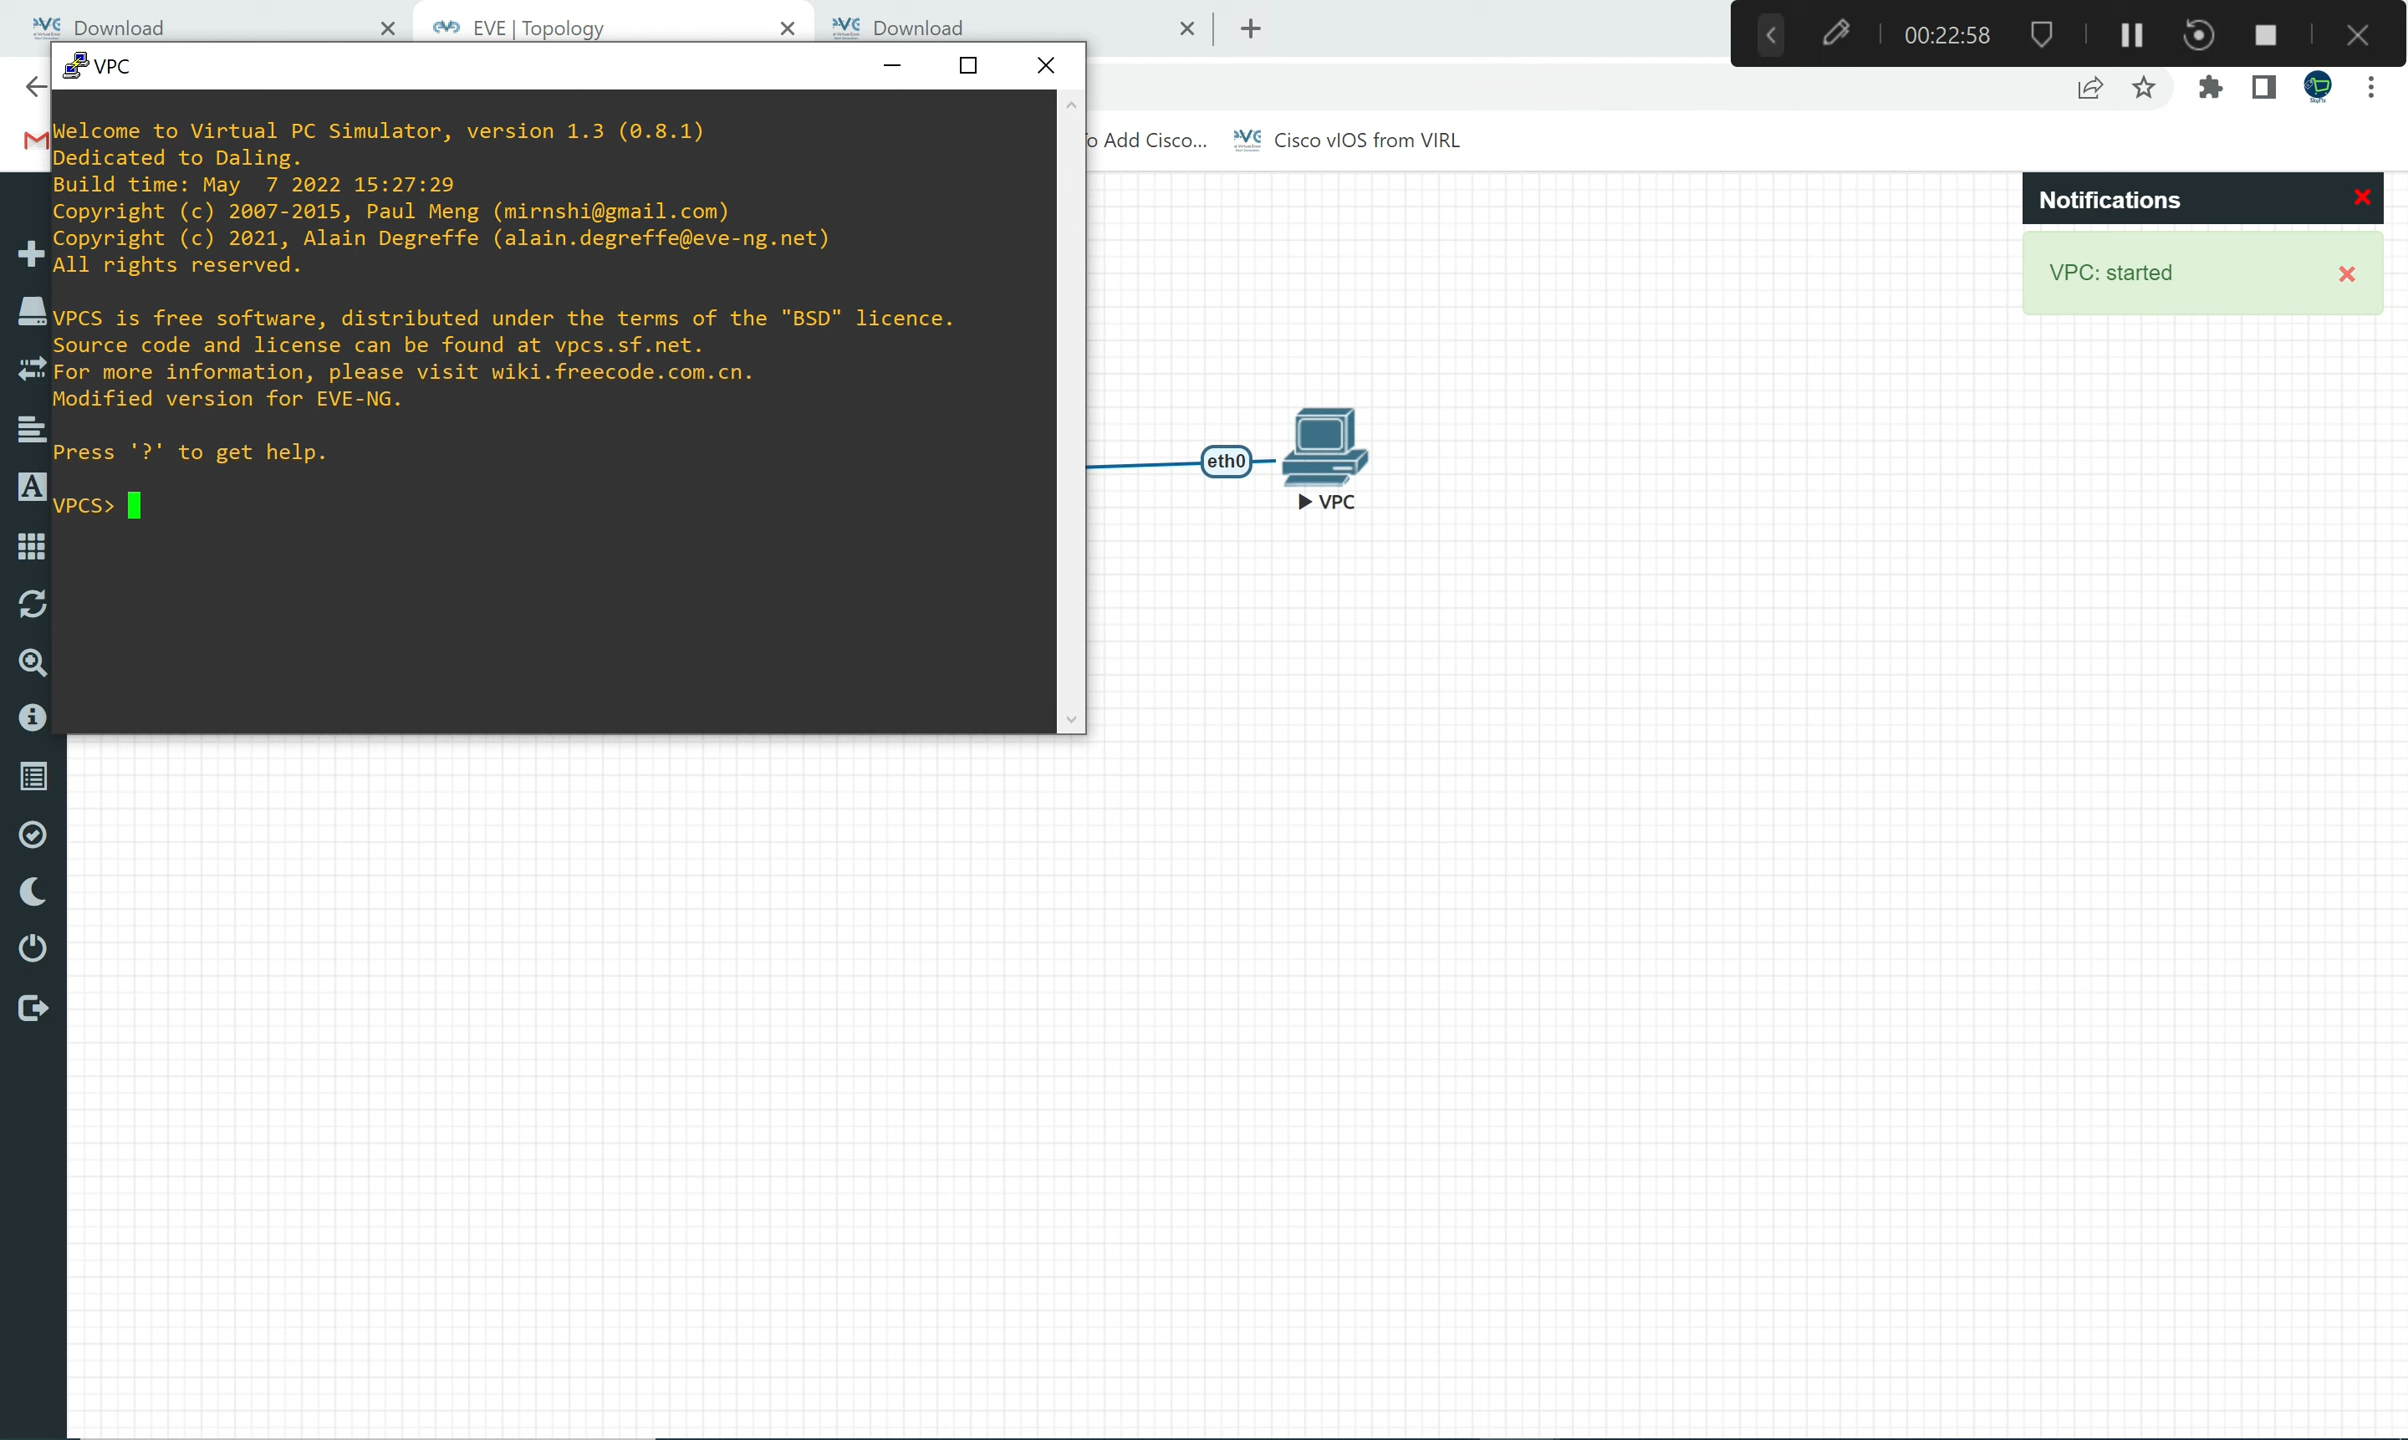 Download
EVE | Topology
Download
00:22:58
VPC
o Add Cisco...
Cisco vIOS from VIRL
Welcome to Virtual PC Simulator, version 1.3 (0.8.1)
Dedicated to Daling.
Build time: May  7 2022 15:27:29
Copyright (c) 2007-2015, Paul Meng (mirnshi@gmail.com)
Copyright (c) 2021, Alain Degreffe (alain.degreffe@eve-ng.net)
All rights reserved.
VPCS is free software, distributed under the terms of the "BSD" licence.
Source code and license can be found at vpcs.sf.net.
For more information, please visit wiki.freecode.com.cn.
Modified version for EVE-NG.
Press '?' to get help.
VPCS>
Notifications
VPC: started
eth0
VPC